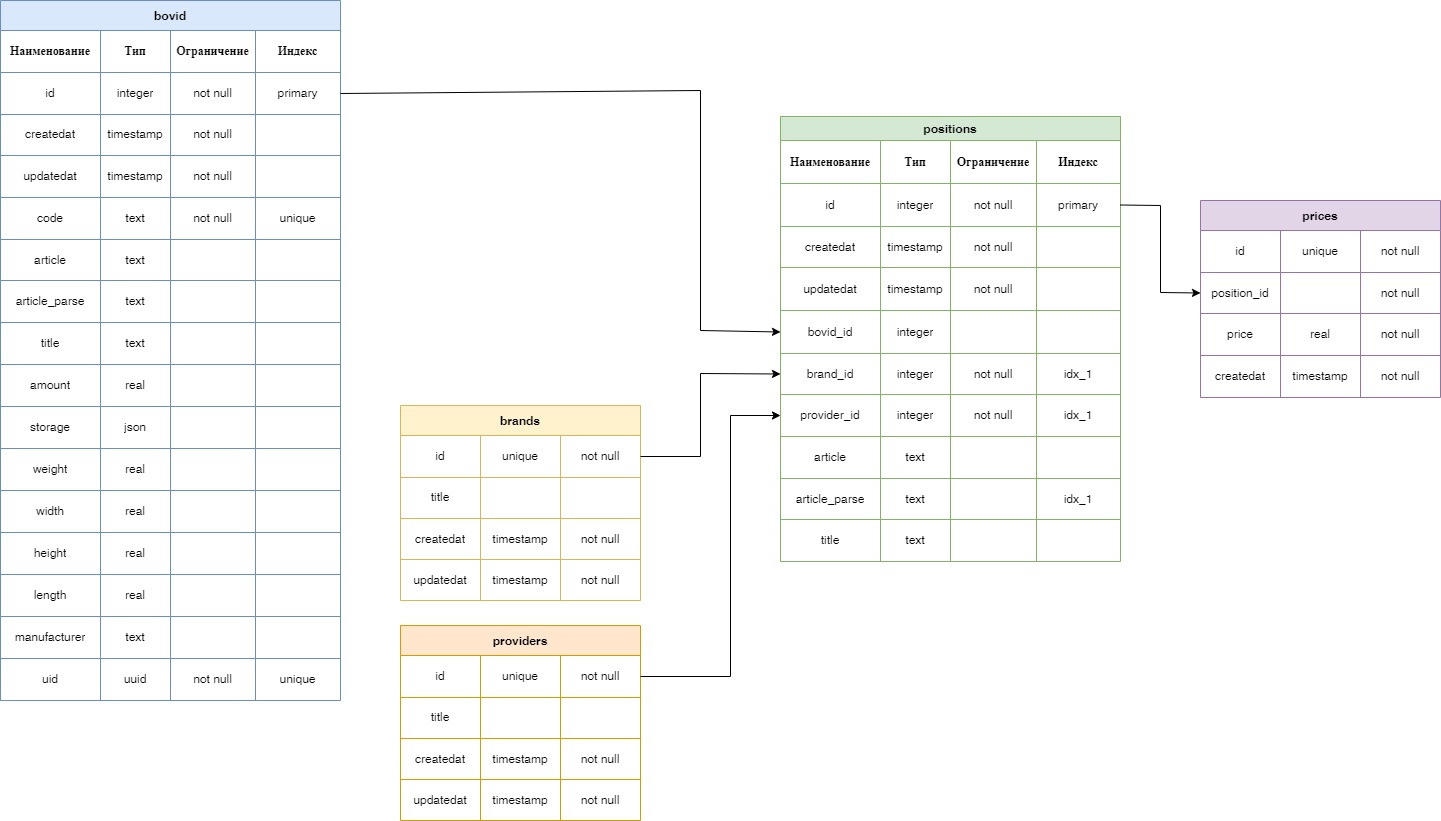 bovid
Наименование Тип Ограничение Индекс
id integer not null primary
createdat timestamp not null
updatedat timestamp not null
code text not null unique
article text
article_parse text
title text
amount real
storage json
weight real
width real
height real
length real
manufacturer text
uid uuid not null unique
brands
id unique not null
title
createdat timestamp not null
updatedat timestamp not null
providers
id unique not null
title
createdat timestamp not null
updatedat timestamp not null
positions
Наименование Тип Ограничение Индекс
id integer not null primary
createdat timestamp not null
updatedat timestamp not null
bovid_id integer
brand_id integer not null idx_1
provider_id integer not null idx_1
article text
article_parse text idx_1
title text
prices
id unique not null
position_id not null
price real not null
createdat timestamp not null